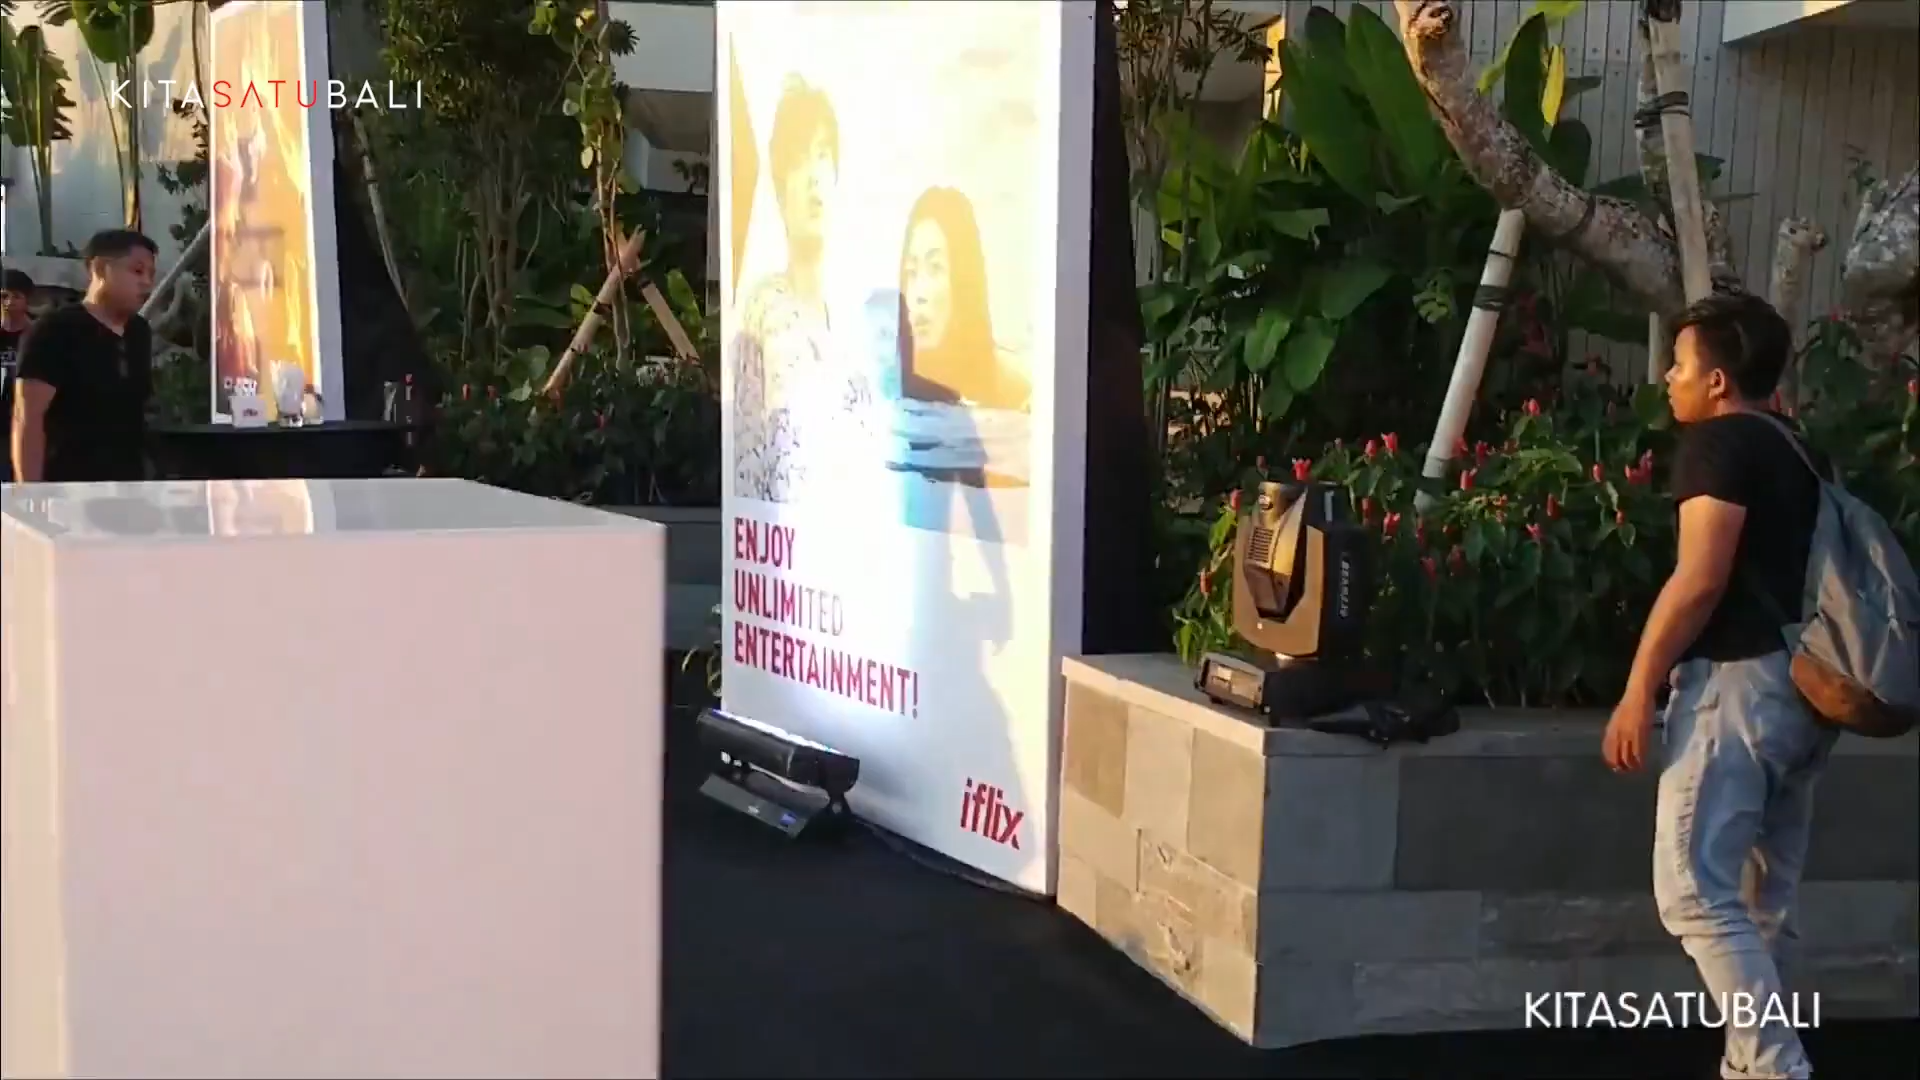 KITASATUBALI
ENJOY
UNLIMITED
ENTERTAINMENT!
iflix
KITASATUBALI